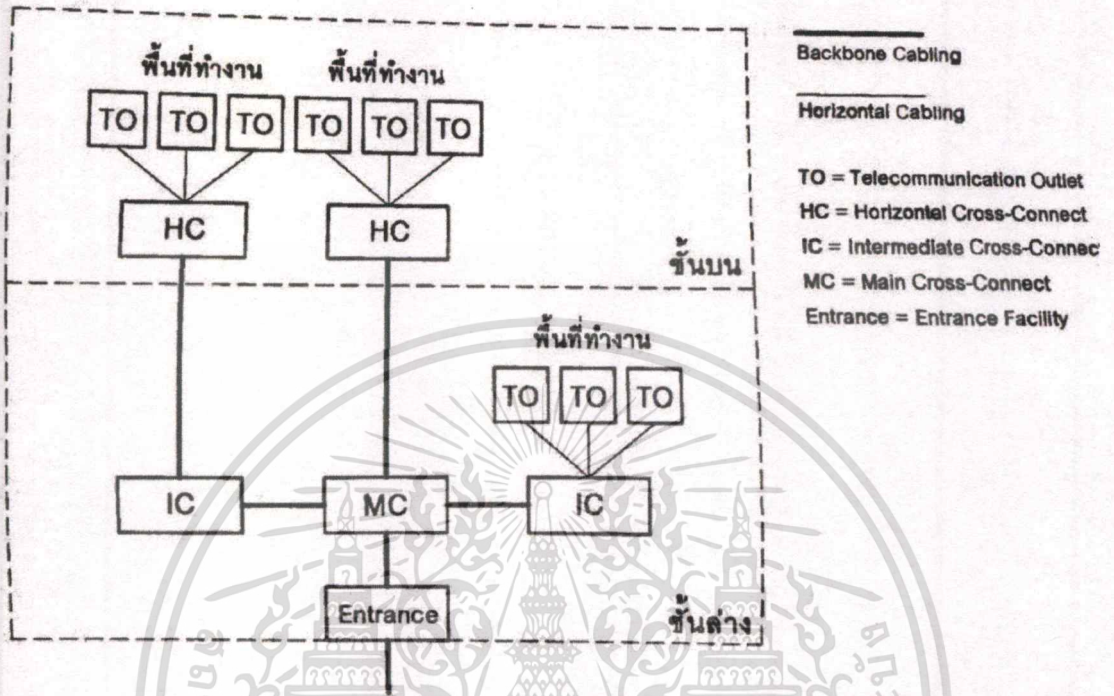 พื้นที่ทำงาน พื้นที่ทำงาน
TO TO TO TO TO TO
HC HC
ชั้นบน
พื้นที่ทำงาน
TO TO TO
IC MC IC
Entrance
ชั้นล่าง
Backbone Cabling
Horizontal Cabling
TO = Telecommunication Outlet
HC = Horizontal Cross-Connect
IC = Intermediate Cross-Connec
MC = Main Cross-Connect
Entrance = Entrance Facility